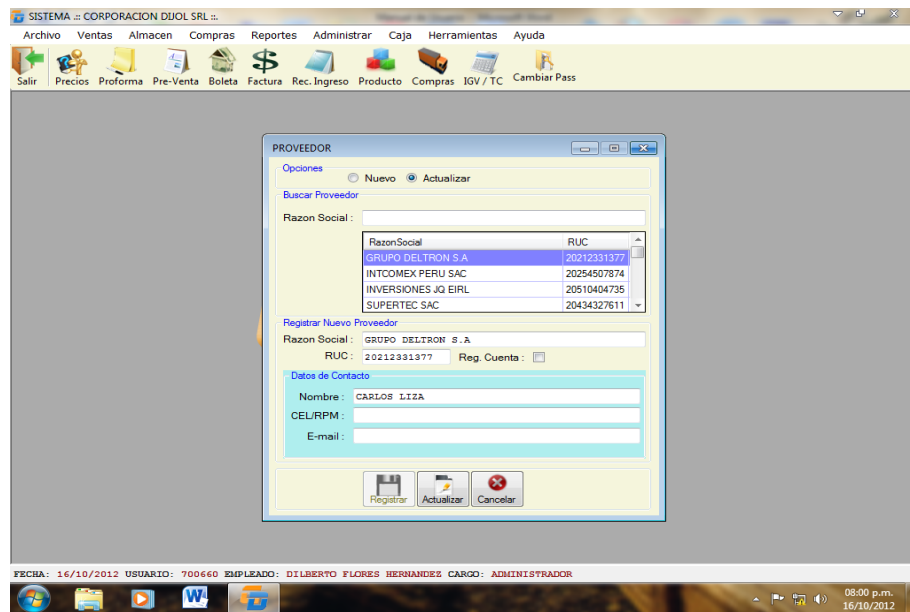 SISTEMA .:: CORPORACION DIJOL SRL ::.
Archivo Ventas Almacen Compras Reportes Administrar Caja Herramientas Ayuda
Salir Precios Proforma Pre-Venta Boleta Factura Rec. Ingreso Producto Compras IGV / TC Cambiar Pass
PROVEEDOR
Opciones
Nuevo Actualizar
Buscar Proveedor
Razon Social :
RazonSocial RUC
GRUPO DELTRON S.A 20212331377
INTCOMEX PERU SAC 20254507874
INVERSIONES JQ EIRL 20510404735
SUPERTEC SAC 20434327611
Registrar Nuevo Proveedor
Razon Social : GRUPO DELTRON S.A
RUC : 20212331377 Reg. Cuenta :
Datos de Contacto
Nombre : CARLOS LIZA
CEL/RPM :
E-mail :
Registrar Actualizar Cancelar
FECHA: 16/10/2012 USUARIO: 700660 EMPLEADO: DILBERTO FLORES HERNANDEZ CARGO: ADMINISTRADOR
08:00 p.m.
16/10/2012